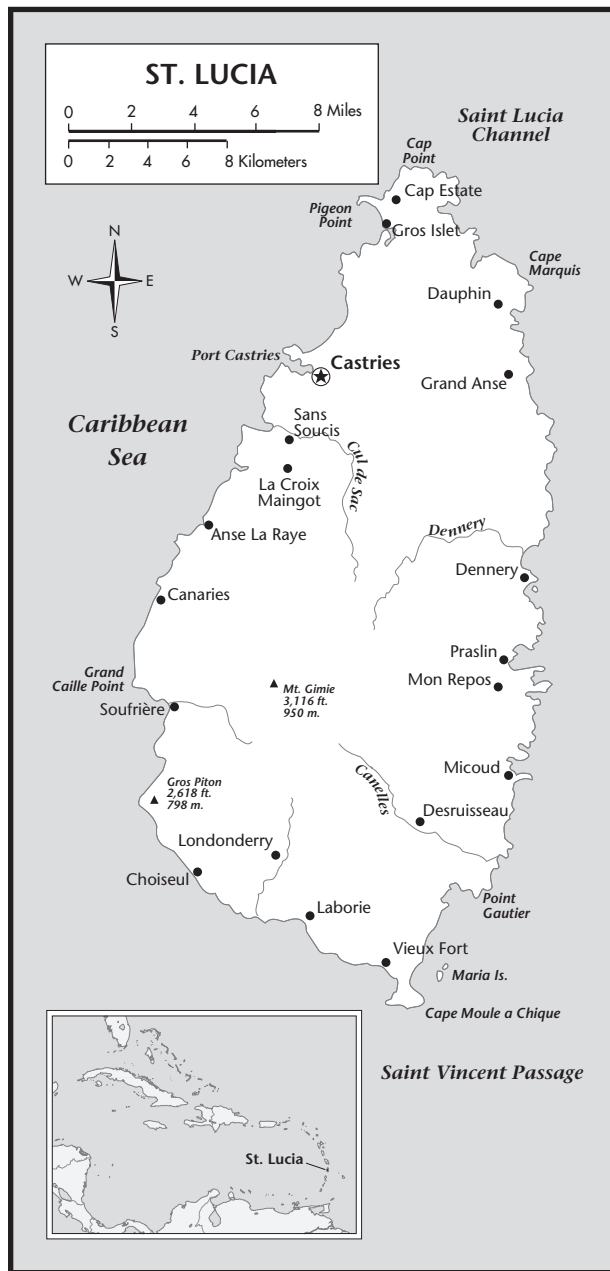 ST. LUCIA
0 2 4 6 8 Miles
0 2 4 6 8 Kilometers
Saint Lucia
Channel
Cap
Point
Cap Estate
Pigeon
Point
Gros Islet
N
W E
S
Cape
Marquis
Dauphin
Port Castries
Castries
Grand Anse
Caribbean
Sea
Sans
Soucis
Cul de Sac
La Croix
Maingot
Anse La Raye
Dennery
Dennery
Canaries
Praslin
Grand
Caille Point
Mt. Gimie
3,116 ft.
950 m.
Mon Repos
Soufrière
Gros Piton
2,618 ft.
798 m.
Micoud
Canelles
Desruisseau
Londonderry
Choiseul
Point
Gautier
Laborie
Vieux Fort
Maria Is.
Cape Moule a Chique
Saint Vincent Passage
St. Lucia